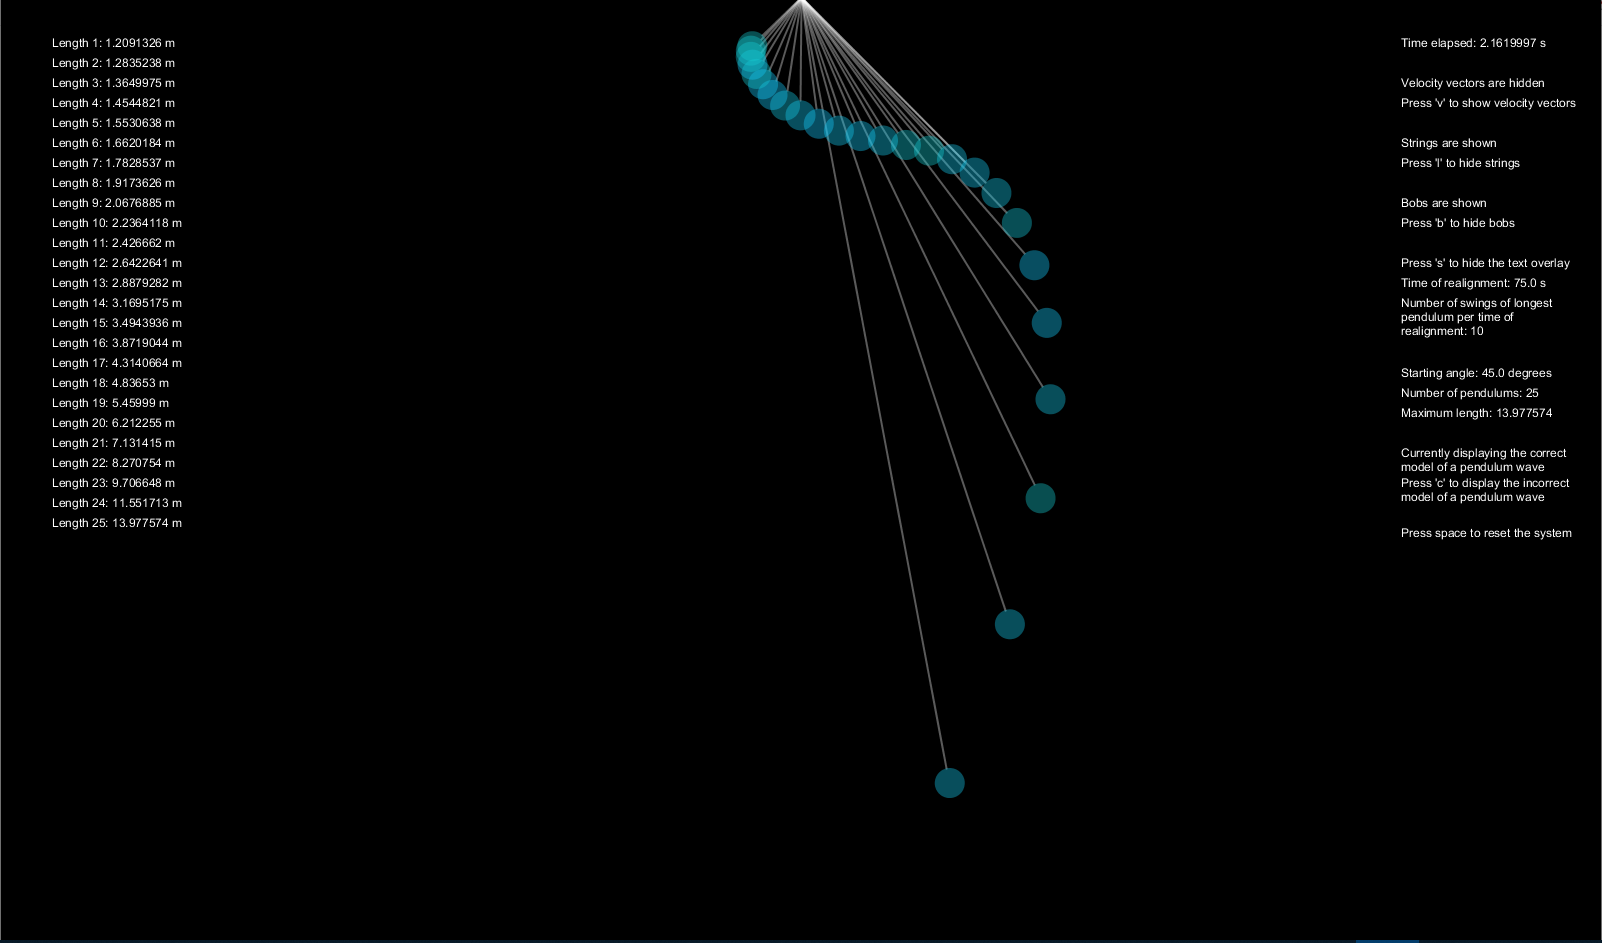 Length 1: 1.2091326 m
Length 2: 1.2835238 m
Length 3: 1.3649975 m
Length 4: 1.4544821 m
Length 5: 1.5530638 m
Length 6: 1.6620184 m
Length 7: 1.7828537 m
Length 8: 1.9173626 m
Length 9: 2.0676885 m
Length 10: 2.2364118 m
Length 11: 2.426662 m
Length 12: 2.6422641 m
Length 13: 2.8879282 m
Length 14: 3.1695175 m
Length 15: 3.4943936 m
Length 16: 3.8719044 m
Length 17: 4.3140664 m
Length 18: 4.83653 m
Length 19: 5.45999 m
Length 20: 6.212255 m
Length 21: 7.131415 m
Length 22: 8.270754 m
Length 23: 9.706648 m
Length 24: 11.551713 m
Length 25: 13.977574 m
Time elapsed: 2.1619997 s
Velocity vectors are hidden
Press 'v' to show velocity vectors
Strings are shown
Press 'l' to hide strings
Bobs are shown
Press 'b' to hide bobs
Press 's' to hide the text overlay
Time of realignment: 75.0 s
Number of swings of longest
pendulum per time of
realignment: 10
Starting angle: 45.0 degrees
Number of pendulums: 25
Maximum length: 13.977574
Currently displaying the correct
model of a pendulum wave
Press 'c' to display the incorrect
model of a pendulum wave
Press space to reset the system